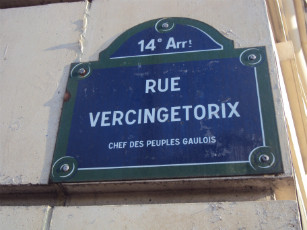 14e Arrt
RUE
VERCINGETORIX
CHEF DES PEUPLES GAULOIS